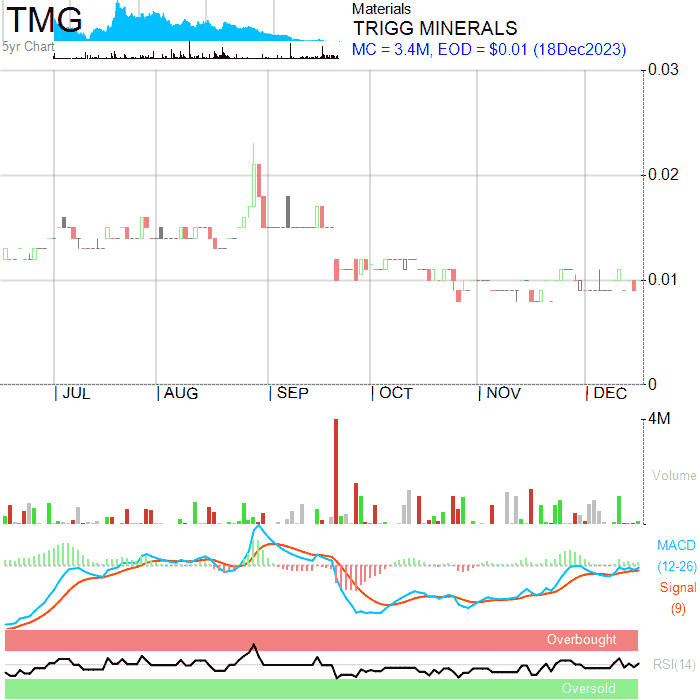 TMG
5yr Chart
Materials
TRIGG MINERALS
MC = 3.4M, EOD = $0.01 (18Dec2023)
0.03
0.02
0.01
0
JUL AUG SEP OCT NOV DEC
4M
Volume
MACD
(12-26)
Signal
(9)
Overbought
RSI(14)
Oversold